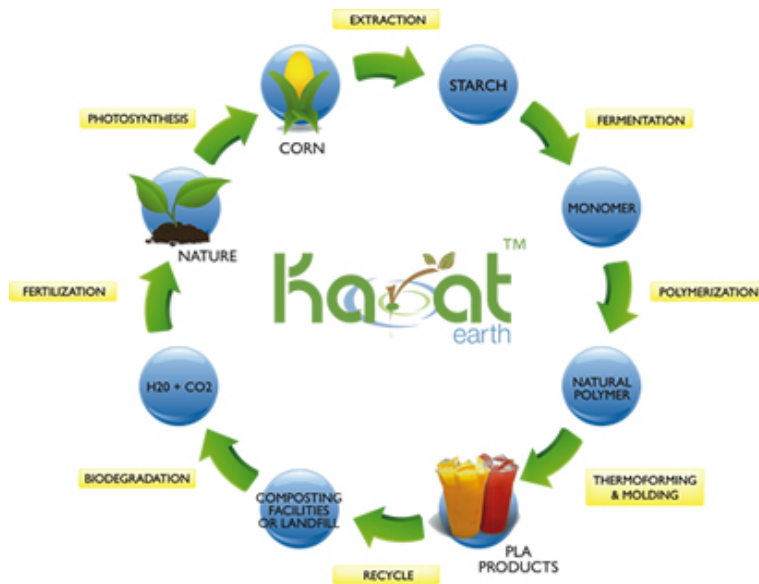 EXTRACTION
STARCH
FERMENTATION
MONOMER
POLYMERIZATION
NATURAL
POLYMER
THERMOFORMING
& MOLDING
PLA
PRODUCTS
RECYCLE
COMPOSTING
FACILITIES
OR LANDFILL
BIODEGRADATION
H20 + CO2
FERTILIZATION
NATURE
PHOTOSYNTHESIS
CORN
Karat™
earth